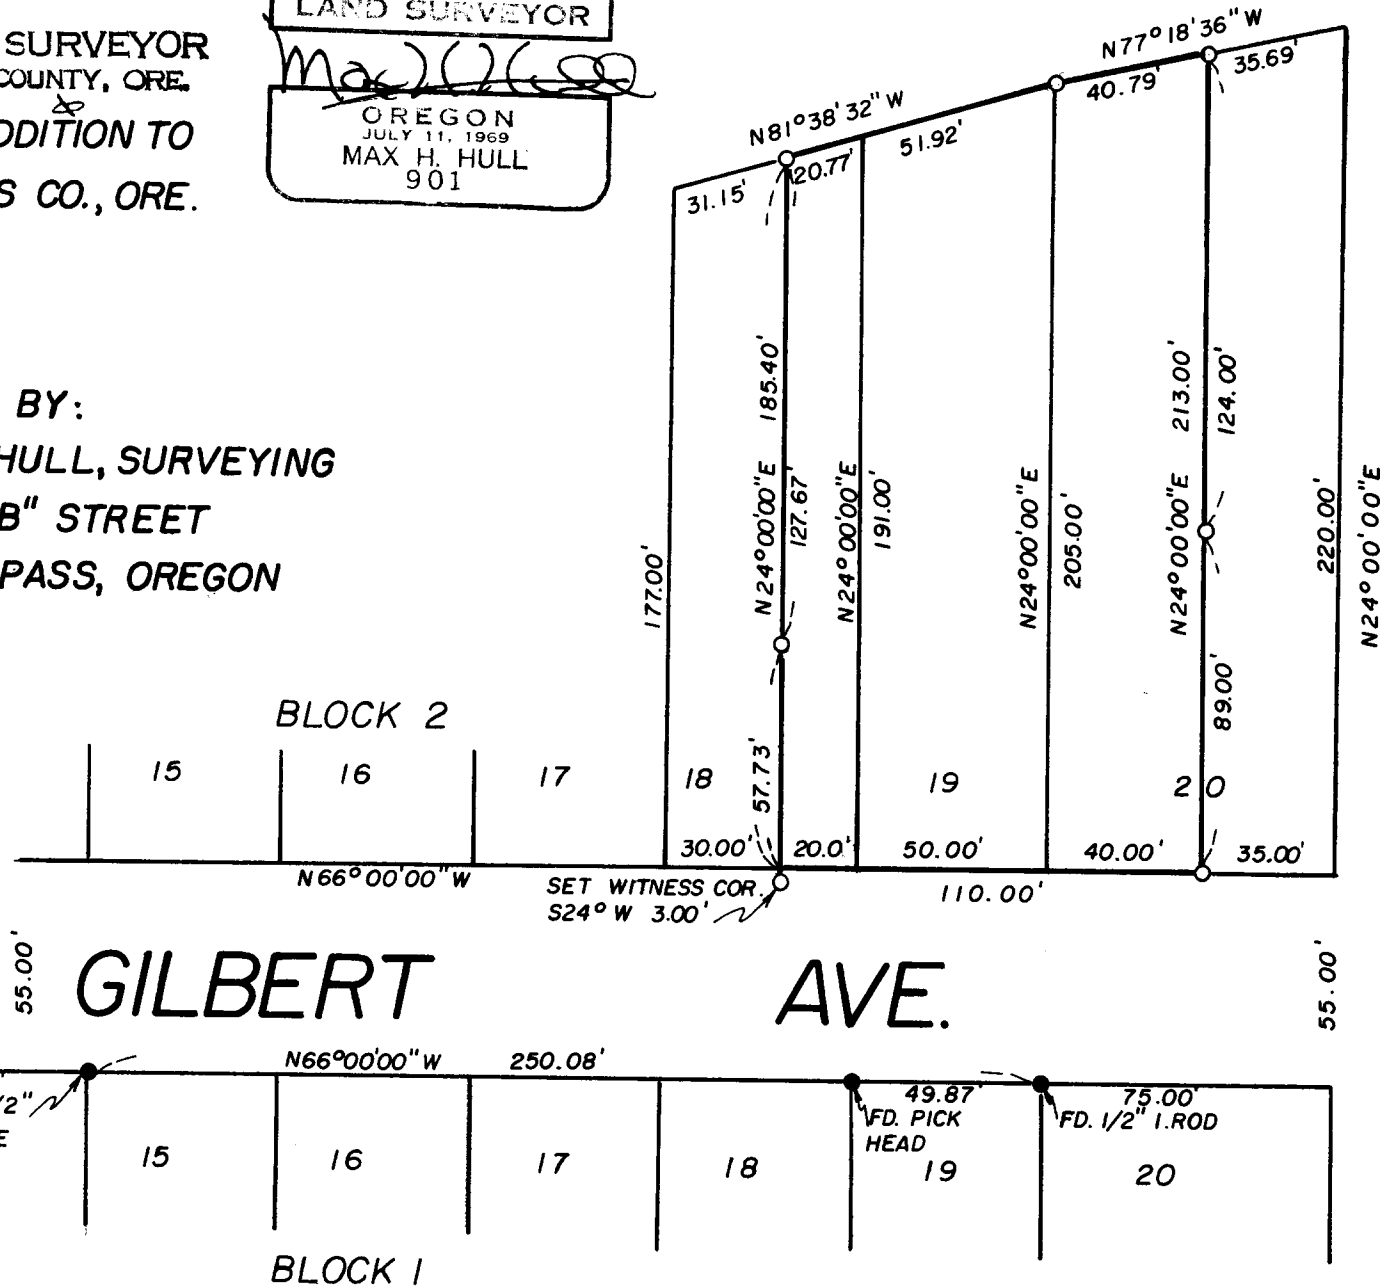 LAND SURVEYOR
OREGON
JULY 11, 1969
MAX H. HULL
901
SURVEYOR
COUNTY, ORE.
DDITION TO
S CO., ORE.
BY:
HULL, SURVEYING
B" STREET
PASS, OREGON
N77°18'36"W
40.79'
35.69'
N81°38'32"W
31.15'
20.77'
51.92'
177.00'
N24°00'00"E 185.40'
127.67'
57.73'
N24°00'00"E
191.00'
N24°00'00"E
205.00'
N24°00'00"E 213.00'
124.00'
89.00'
220.00'
N24°00'00"E
BLOCK 2
15
16
17
18
19
20
30.00'
20.0'
50.00'
40.00'
35.00'
N66°00'00"W
SET WITNESS COR.
S24°W 3.00'
110.00'
55.00'
GILBERT AVE.
55.00'
N66°00'00"W 250.08'
49.87'
75.00'
/2"
E
FD. PICK
HEAD
FD. 1/2" I.ROD
15
16
17
18
19
20
BLOCK 1